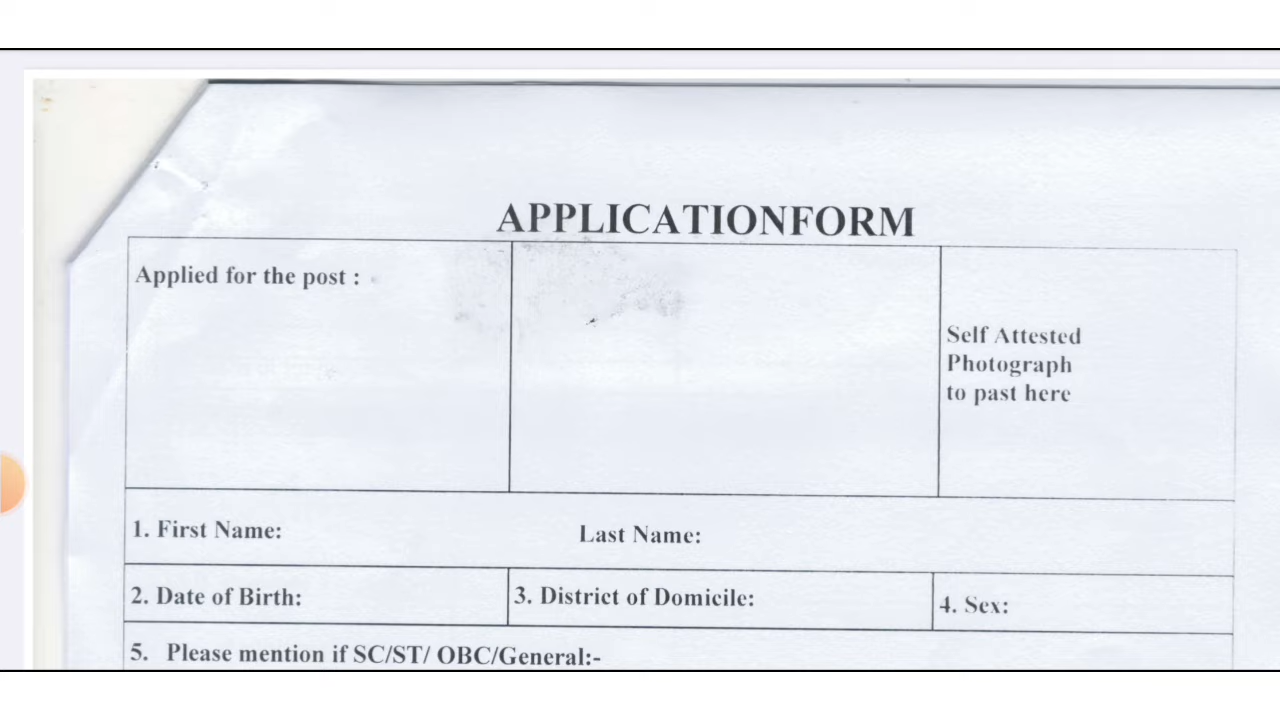 APPLICATIONFORM
Applied for the post :
Self Attested
Photograph
to past here
1. First Name: Last Name:
2. Date of Birth: 3. District of Domicile: 4. Sex:
5. Please mention if SC/ST/ OBC/General:-